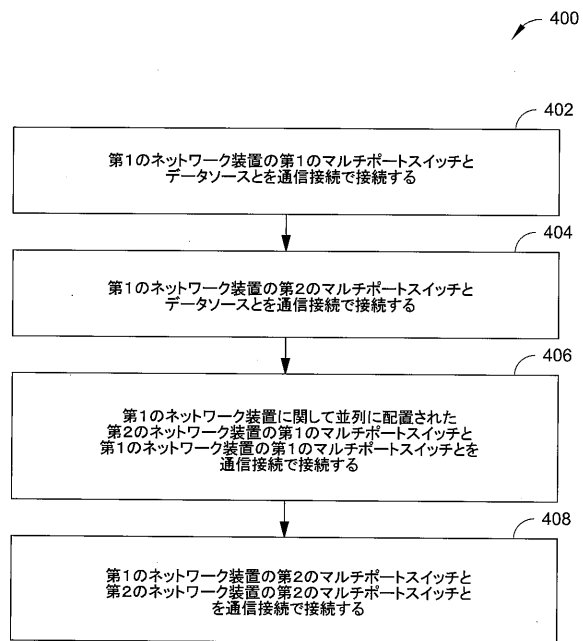 400
402
第1のネットワーク装置の第1のマルチポートスイッチと
データソースとを通信接続で接続する
404
第1のネットワーク装置の第2のマルチポートスイッチと
データソースとを通信接続で接続する
406
第1のネットワーク装置に関して並列に配置された
第2のネットワーク装置の第1のマルチポートスイッチと
第1のネットワーク装置の第1のマルチポートスイッチとを
通信接続で接続する
408
第1のネットワーク装置の第2のマルチポートスイッチと
第2のネットワーク装置の第2のマルチポートスイッチと
を通信接続で接続する